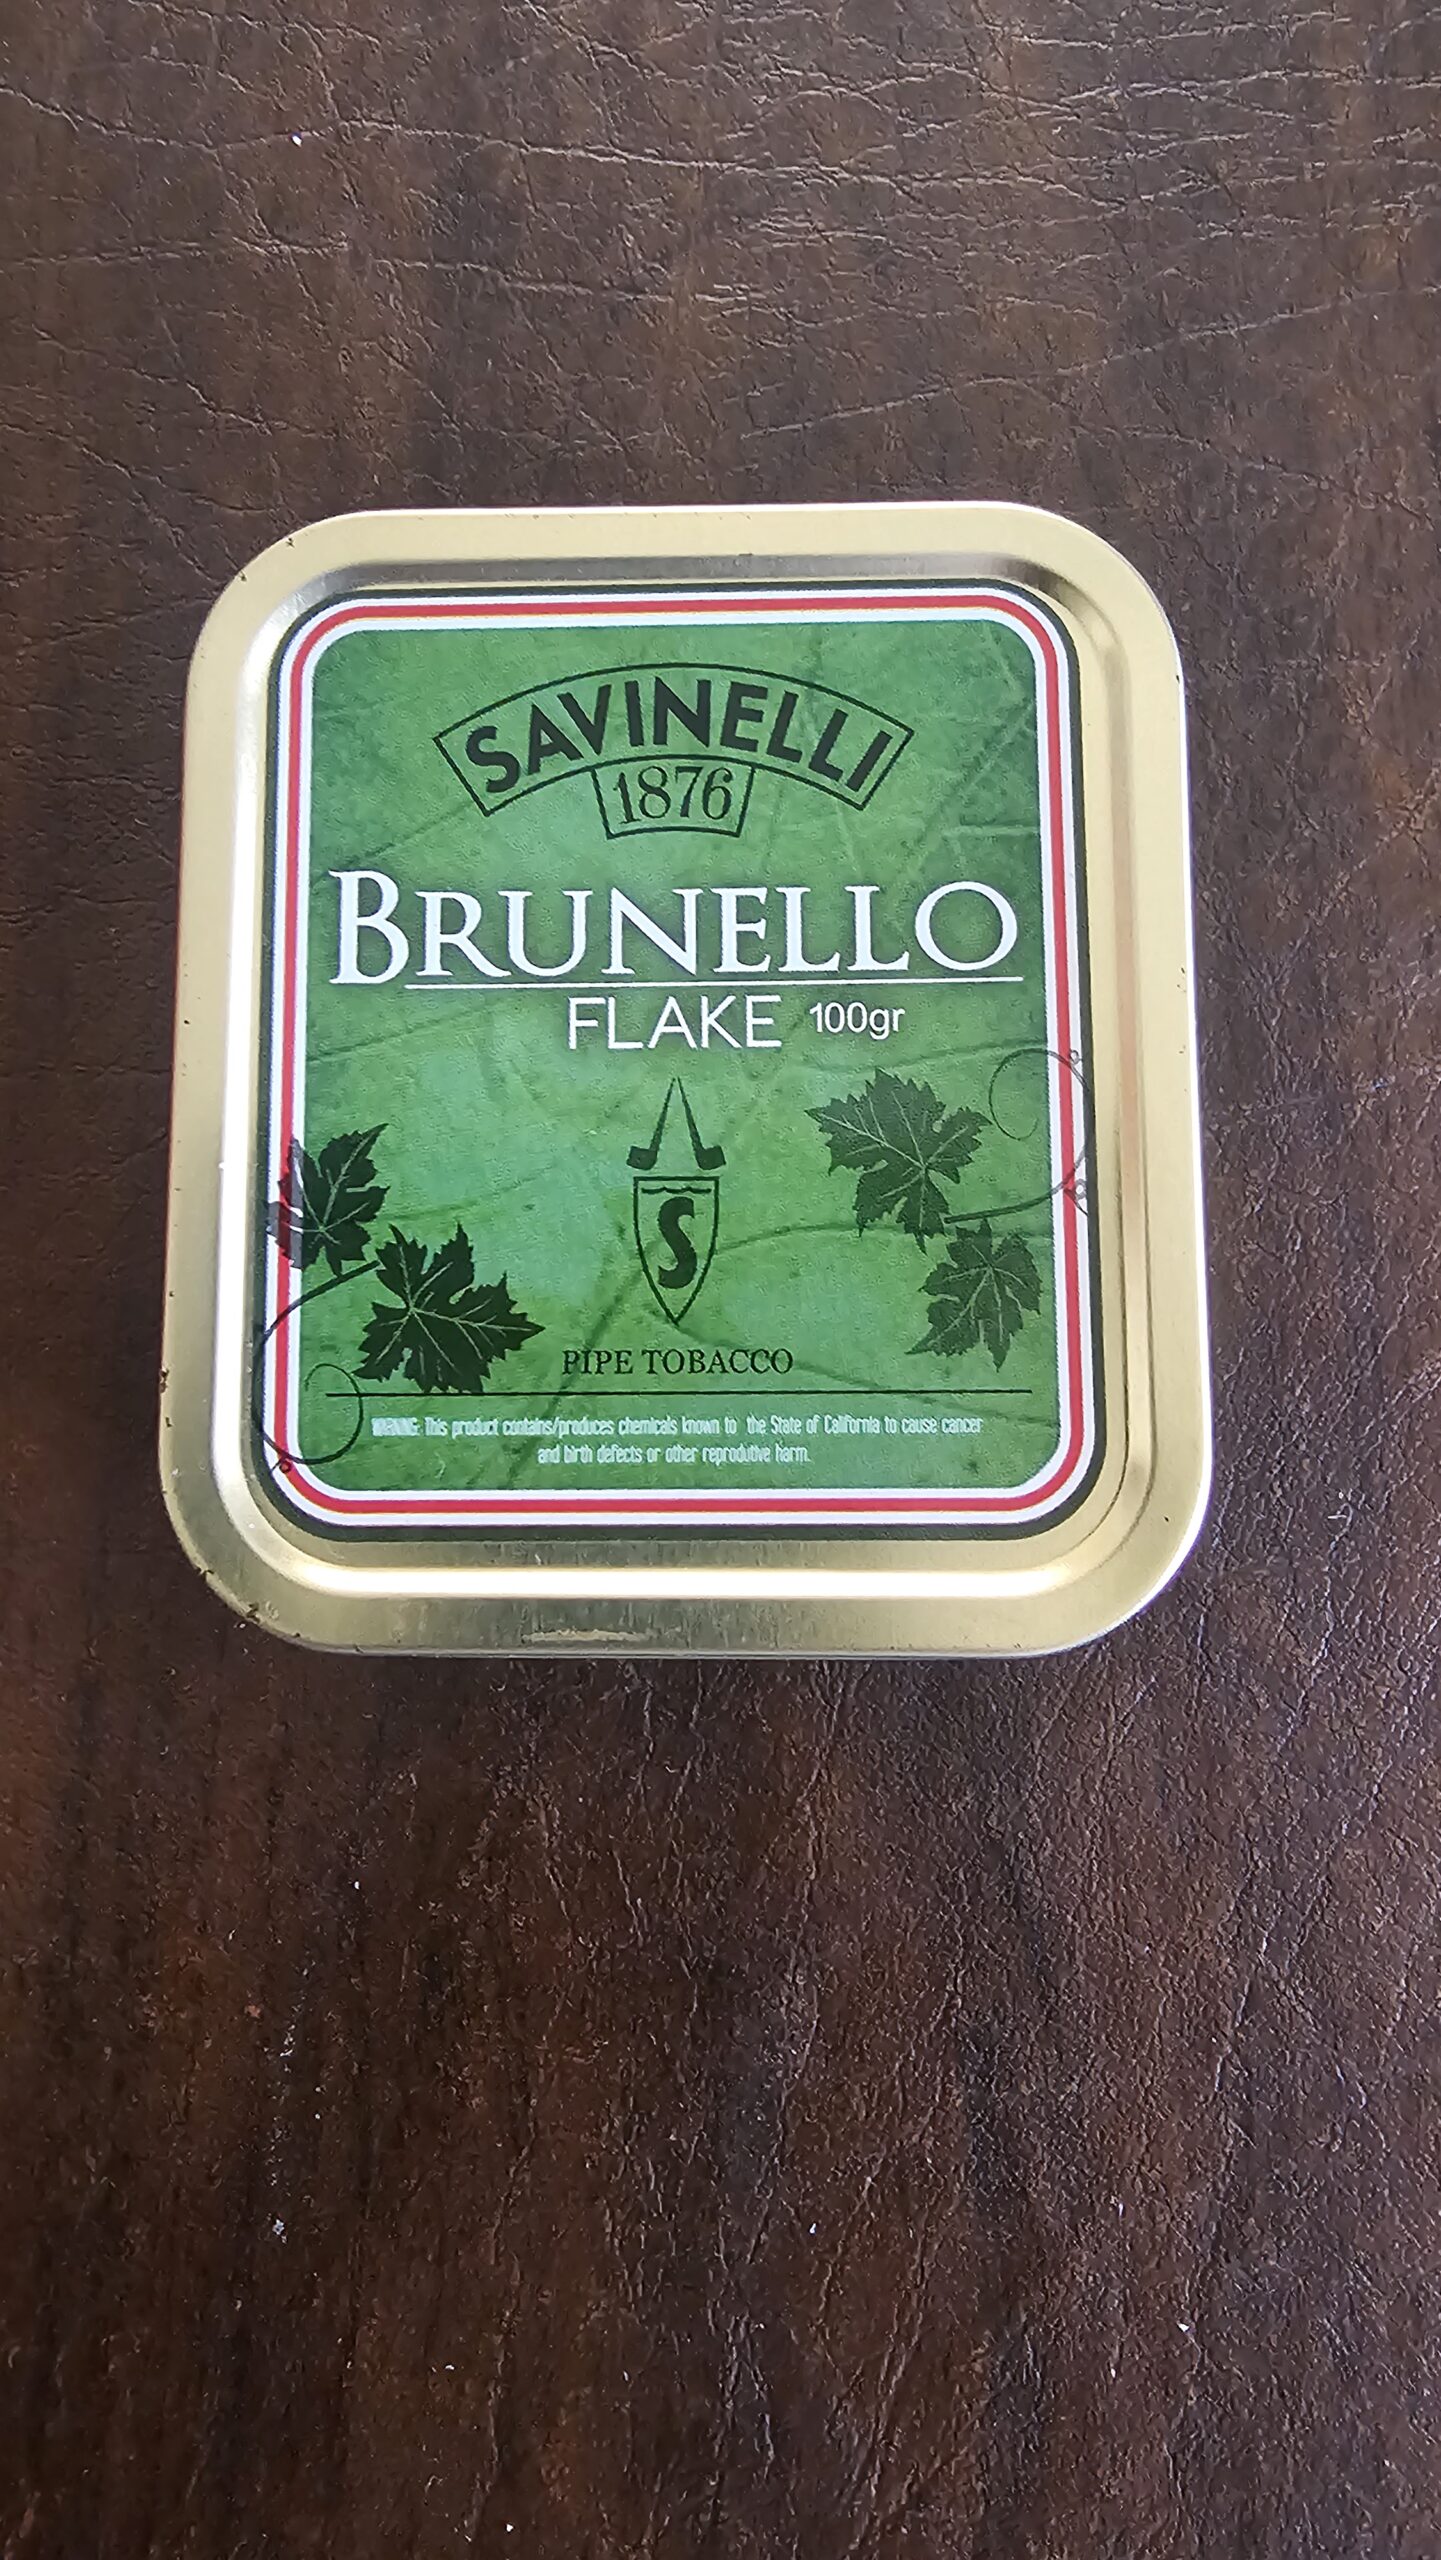 SAVINELLI
1876
BRUNELLO
FLAKE 100gr
S
PIPE TOBACCO
WARNING: This product contains/produces chemicals known to the State of California to cause cancer
and birth defects or other reprodutive harm.